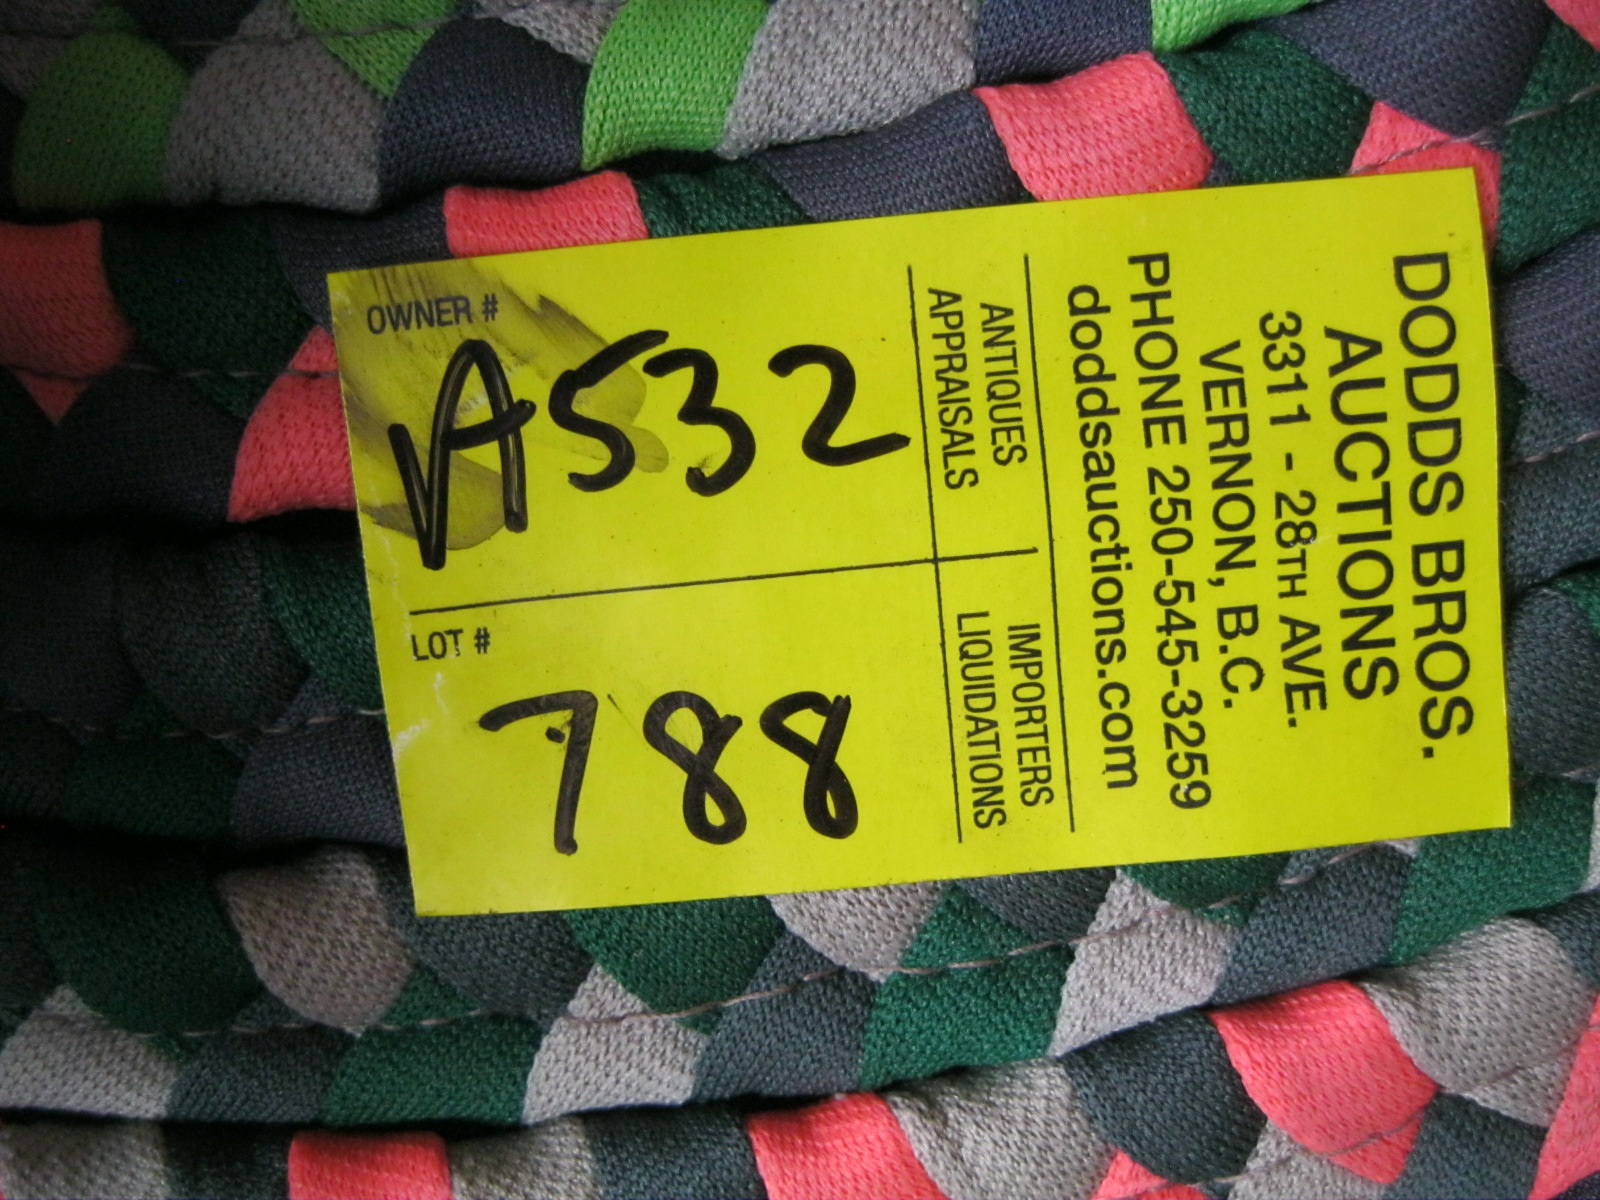 DODDS BROS.
AUCTIONS
3311 - 28TH AVE.
VERNON, B.C.
PHONE 250-545-3259
doddsauctions.com
ANTIQUES
APPRAISALS
IMPORTERS
LIQUIDATIONS
OWNER #
A532
LOT #
788